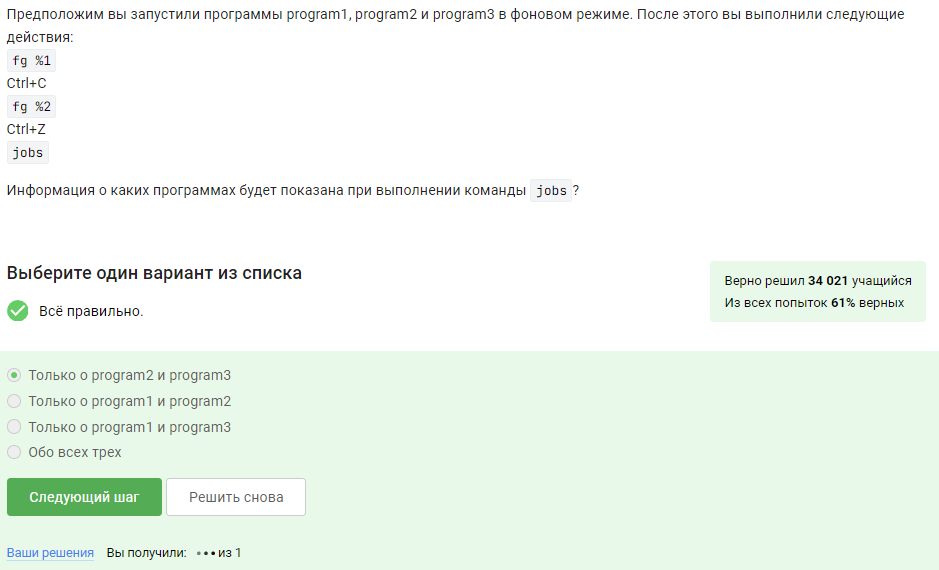 Предположим вы запустили программы program1, program2 и program3 в фоновом режиме. После этого вы выполнили следующие
действия:
fg %1
Ctrl+C
fg %2
Ctrl+Z
jobs
Информация о каких программах будет показана при выполнении команды jobs ?
Выберите один вариант из списка
Всё правильно.
Верно решил 34 021 учащийся
Из всех попыток 61% верных
Только о program2 и program3
Только о program1 и program2
Только о program1 и program3
Обо всех трех
Следующий шаг
Решить снова
Ваши решения Вы получили: ••• из 1